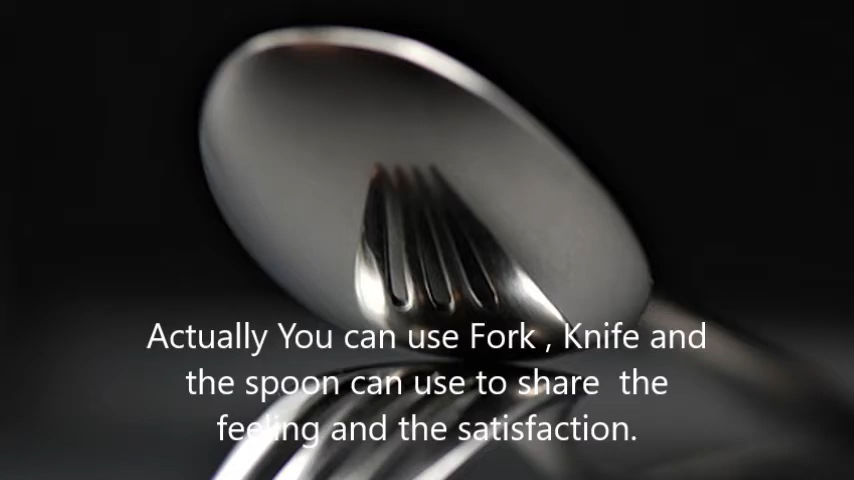 Actually You can use Fork , Knife and
the spoon can use to share  the
feeling and the satisfaction.